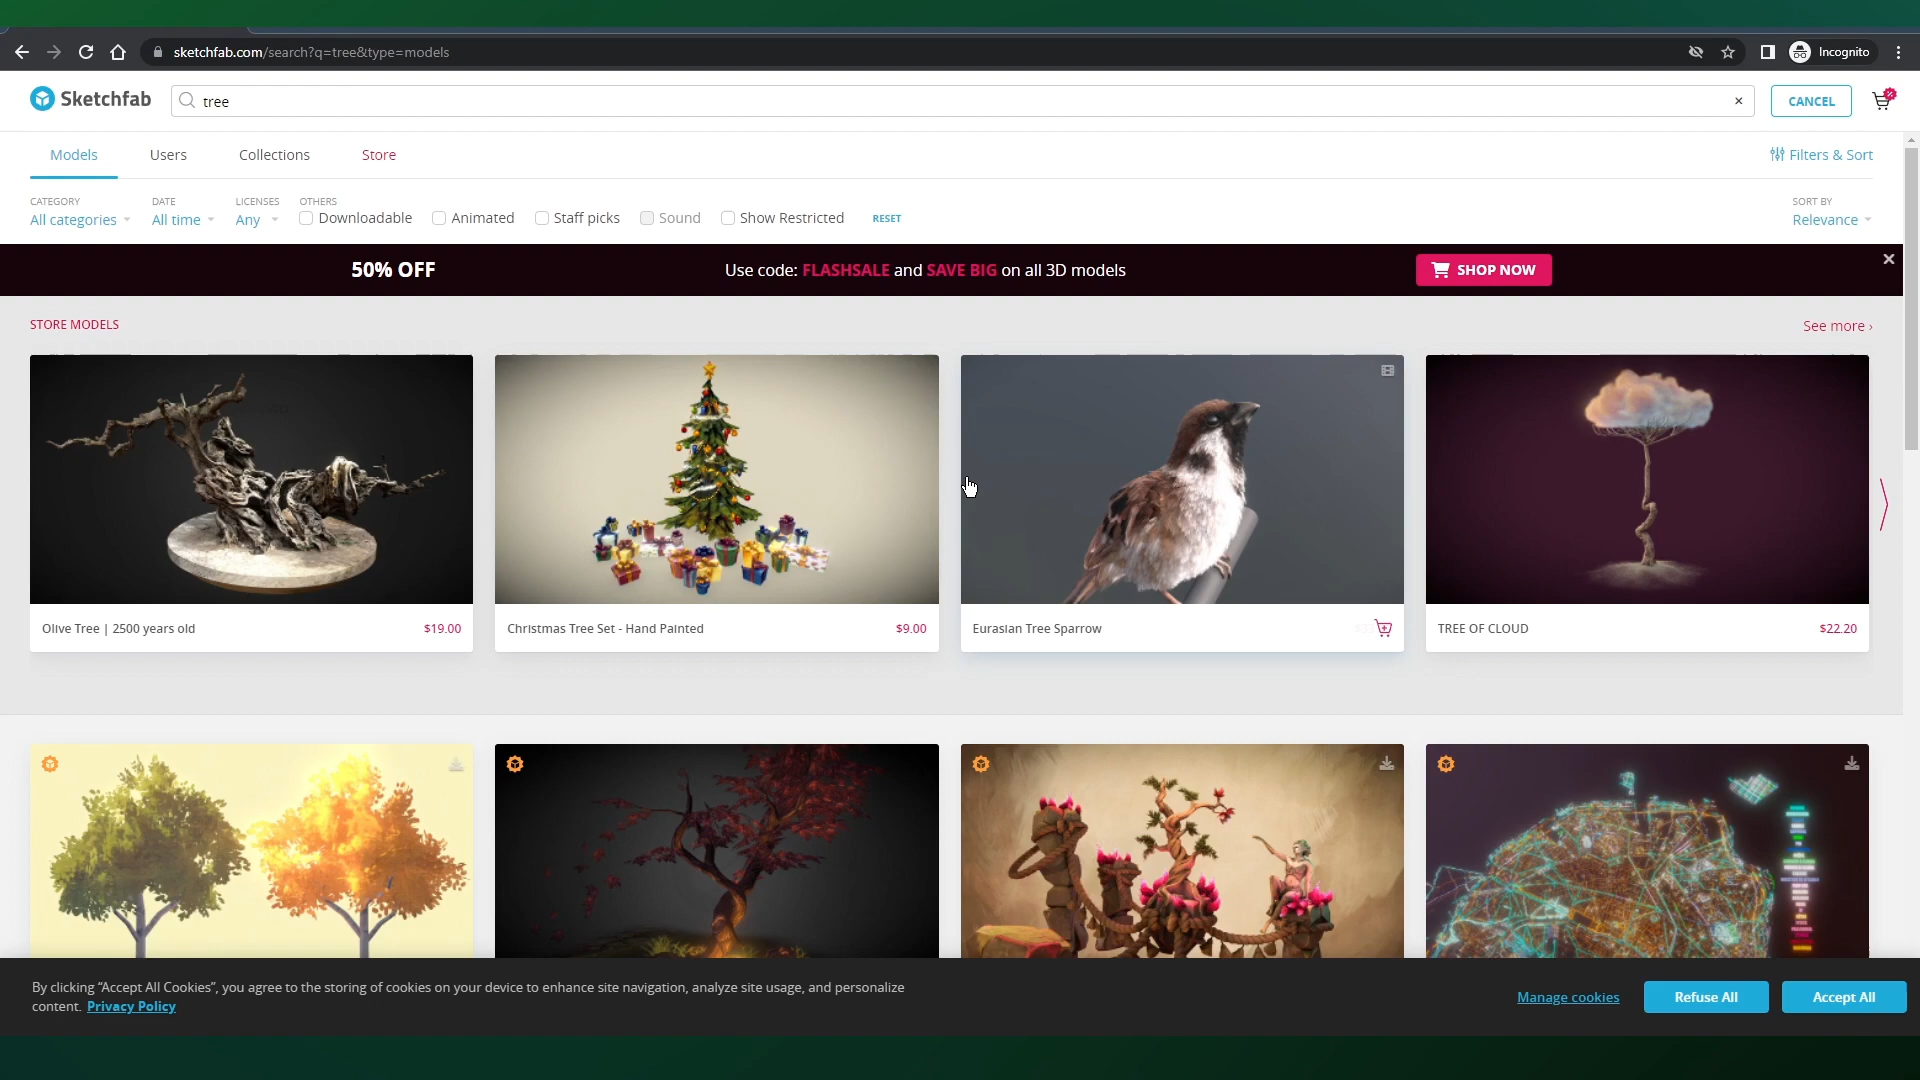 sketchfab.com/search?q=tree&type=models
Incognito
Sketchfab
tree
CANCEL
Models Users Collections Store
Filters & Sort
CATEGORY DATE LICENSES OTHERS SORT BY
All categories All time Any Downloadable Animated Staff picks Sound Show Restricted RESET Relevance
50% OFF Use code: FLASHSALE and SAVE BIG on all 3D models SHOP NOW
STORE MODELS See more ›
Olive Tree | 2500 years old $19.00
Christmas Tree Set - Hand Painted $9.00
Eurasian Tree Sparrow
TREE OF CLOUD $22.20
By clicking “Accept All Cookies”, you agree to the storing of cookies on your device to enhance site navigation, analyze site usage, and personalize
content. Privacy Policy
Manage cookies Refuse All Accept All